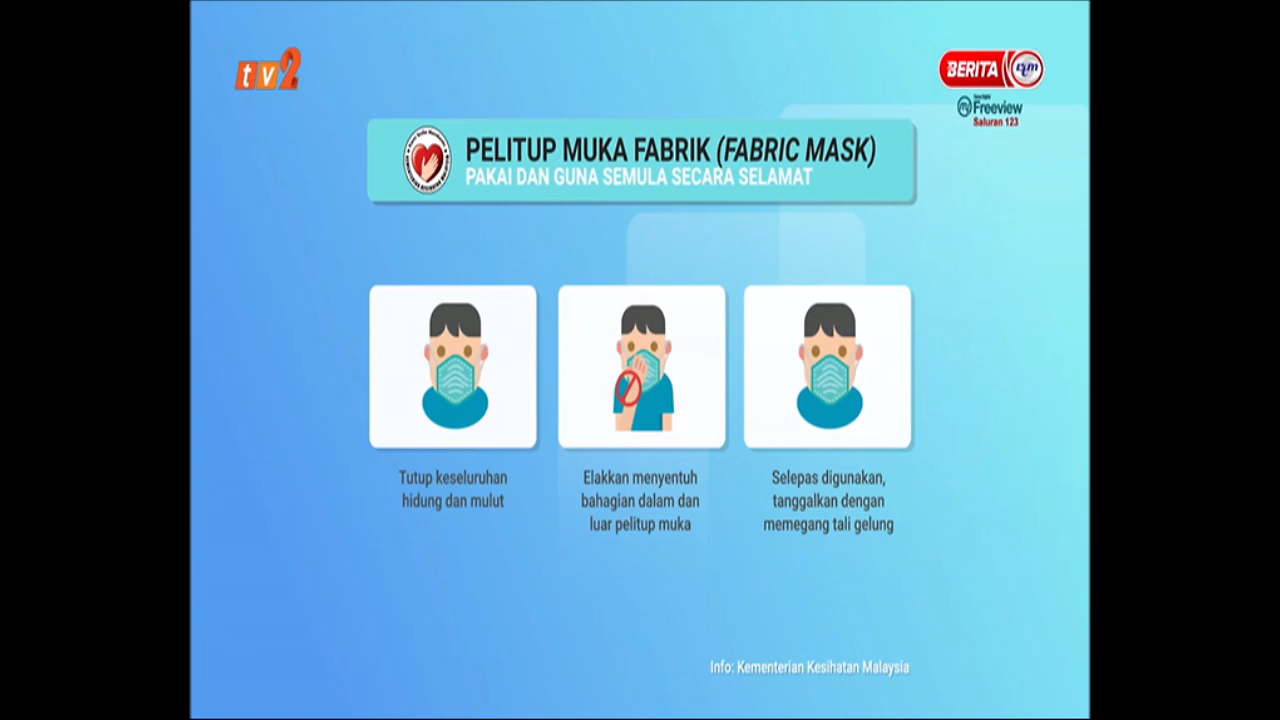 tv2
BERITA rtm
Freeview
Saluran 123
PELITUP MUKA FABRIK (FABRIC MASK)
PAKAI DAN GUNA SEMULA SECARA SELAMAT
Tutup keseluruhan
hidung dan mulut
Elakkan menyentuh
bahagian dalam dan
luar pelitup muka
Selepas digunakan,
tanggalkan dengan
memegang tali gelung
Info: Kementerian Kesihatan Malaysia